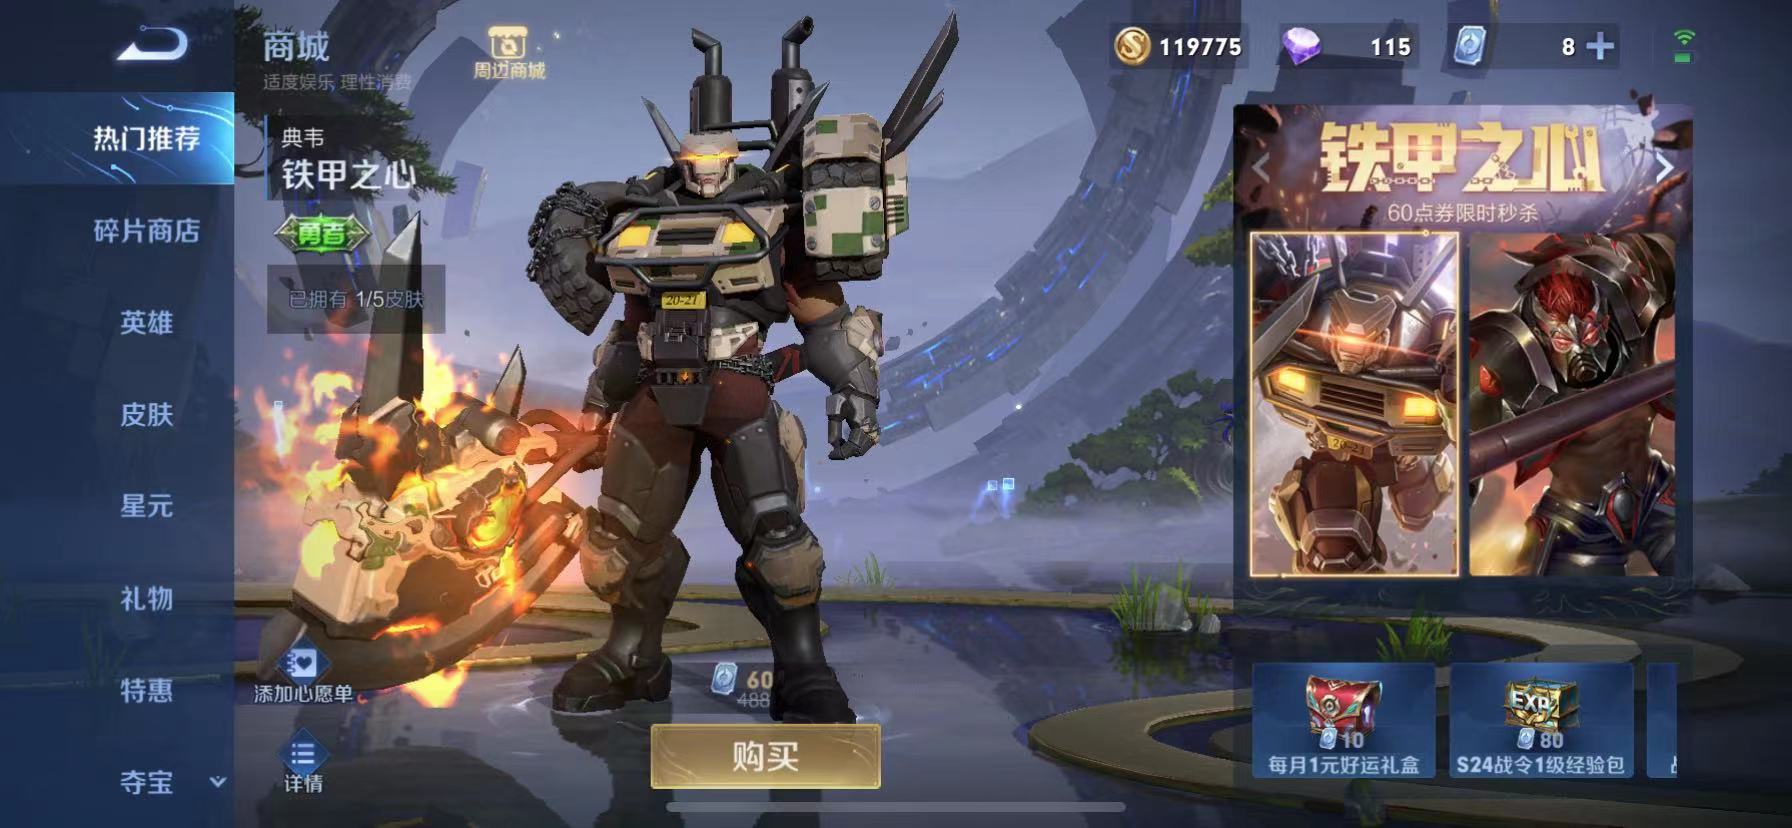 商城
适度娱乐 理性消费
周边商城
119775
115
8
热门推荐
碎片商店
英雄
皮肤
星元
礼物
特惠
夺宝
典韦
铁甲之心
勇者
已拥有 1/5皮肤
20-21
添加心愿单
详情
60
488
购买
铁甲之心
60点券限时秒杀
20-21
10
每月1元好运礼盒
EXP
80
S24战令1级经验包